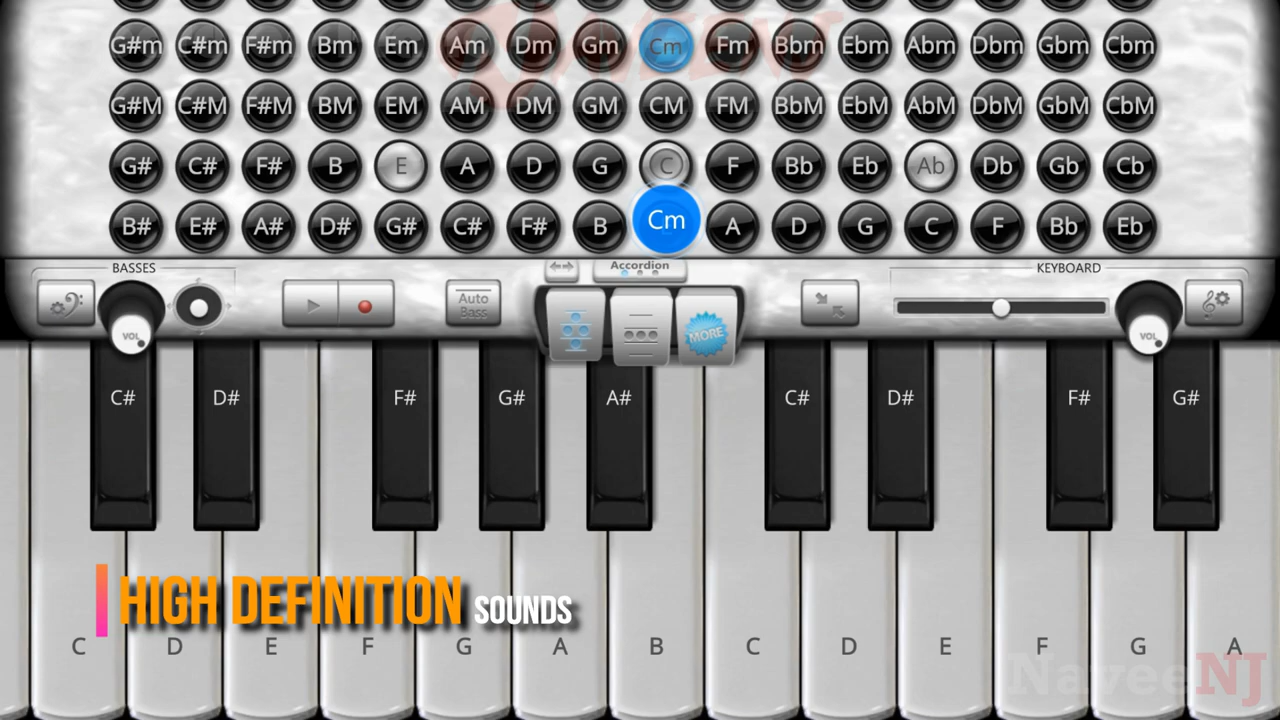 G#m C#m F#m Bm Em Am Dm Gm Cm Fm Bbm Ebm Abm Dbm Gbm Cbm
G#M C#M F#M BM EM AM DM GM CM FM BbM EbM AbM DbM GbM CbM
G# C# F# B E A D G C F Bb Eb Ab Db Gb Cb
B# E# A# D# G# C# F# B Cm A D G C F Bb Eb
BASSES Accordion KEYBOARD
VOL Auto Bass MORE VOL
C# D# F# G# A# C# D# F# G#
HIGH DEFINITION SOUNDS
C D E F G A B C D E F G A
NaveeNJ